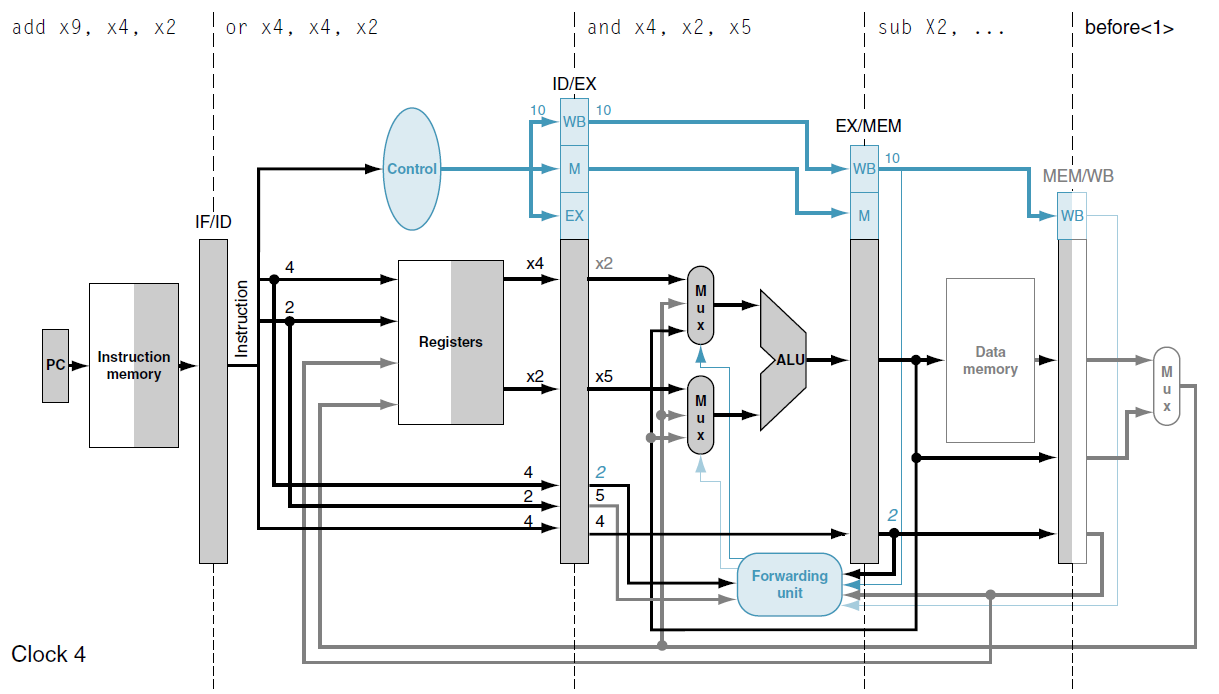 add x9, x4, x2
or x4, x4, x2
and x4, x2, x5
sub X2, ...
before<1>
ID/EX
10
WB
10
EX/MEM
Control
M
WB
10
MEM/WB
IF/ID
EX
M
WB
4
x4
x2
Instruction
M
u
x
2
PC
Instruction
memory
Registers
ALU
Data
memory
x2
x5
M
u
x
M
u
x
4
2
2
5
4
4
2
Forwarding
unit
Clock 4